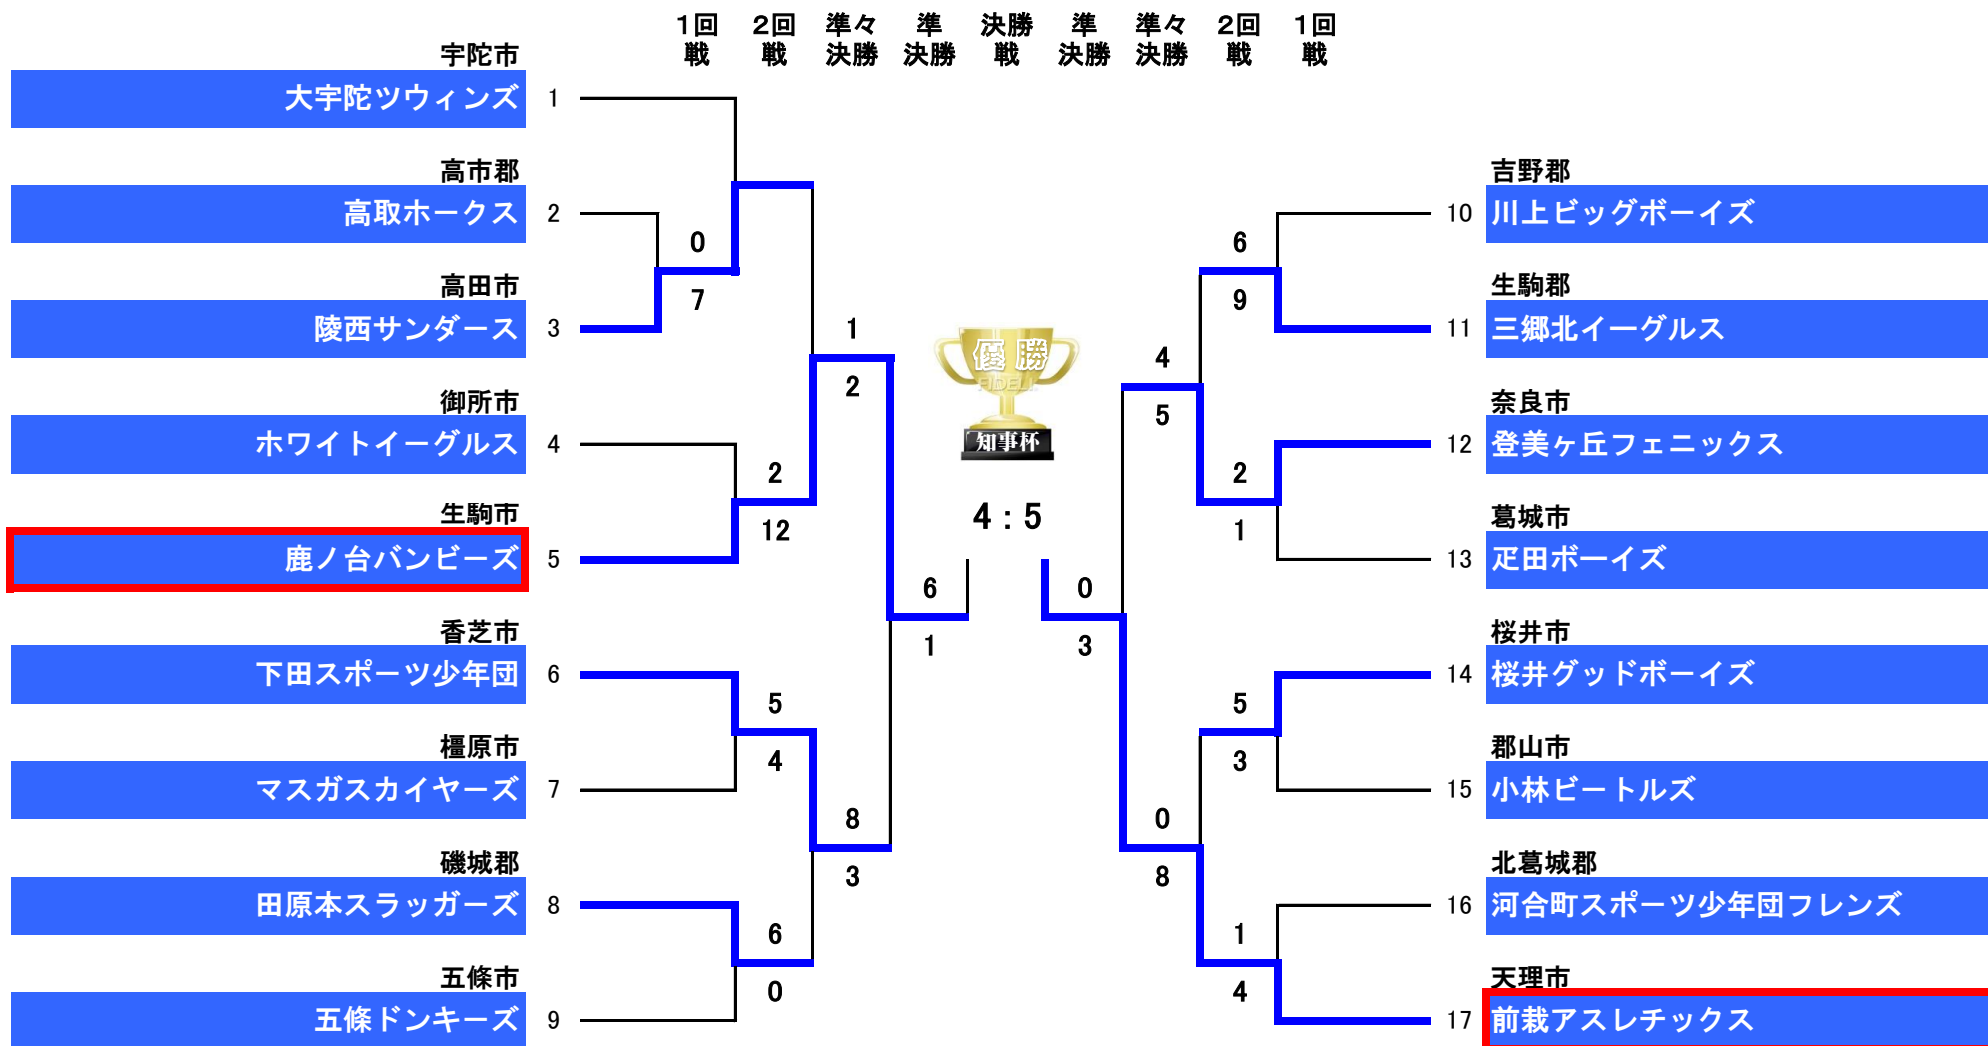 1回戦 2回戦 準々決勝 準決勝 決勝戦 準決勝 準々決勝 2回戦 1回戦
宇陀市
大宇陀ツウィンズ 1
高市郡
高取ホークス 2
0
7
高田市
陵西サンダース 3
1
2
御所市
ホワイトイーグルス 4
2
12
生駒市
鹿ノ台バンビーズ 5
6
1
香芝市
下田スポーツ少年団 6
5
4
橿原市
マスガスカイヤーズ 7
8
3
磯城郡
田原本スラッガーズ 8
6
0
五條市
五條ドンキーズ 9
優勝
FIDELI
知事杯
4:5
吉野郡
10 川上ビッグボーイズ
6
9
生駒郡
11 三郷北イーグルス
4
5
奈良市
12 登美ヶ丘フェニックス
2
1
葛城市
13 疋田ボーイズ
0
3
桜井市
14 桜井グッドボーイズ
5
3
郡山市
15 小林ビートルズ
0
8
北葛城郡
16 河合町スポーツ少年団フレンズ
1
4
天理市
17 前栽アスレチックス